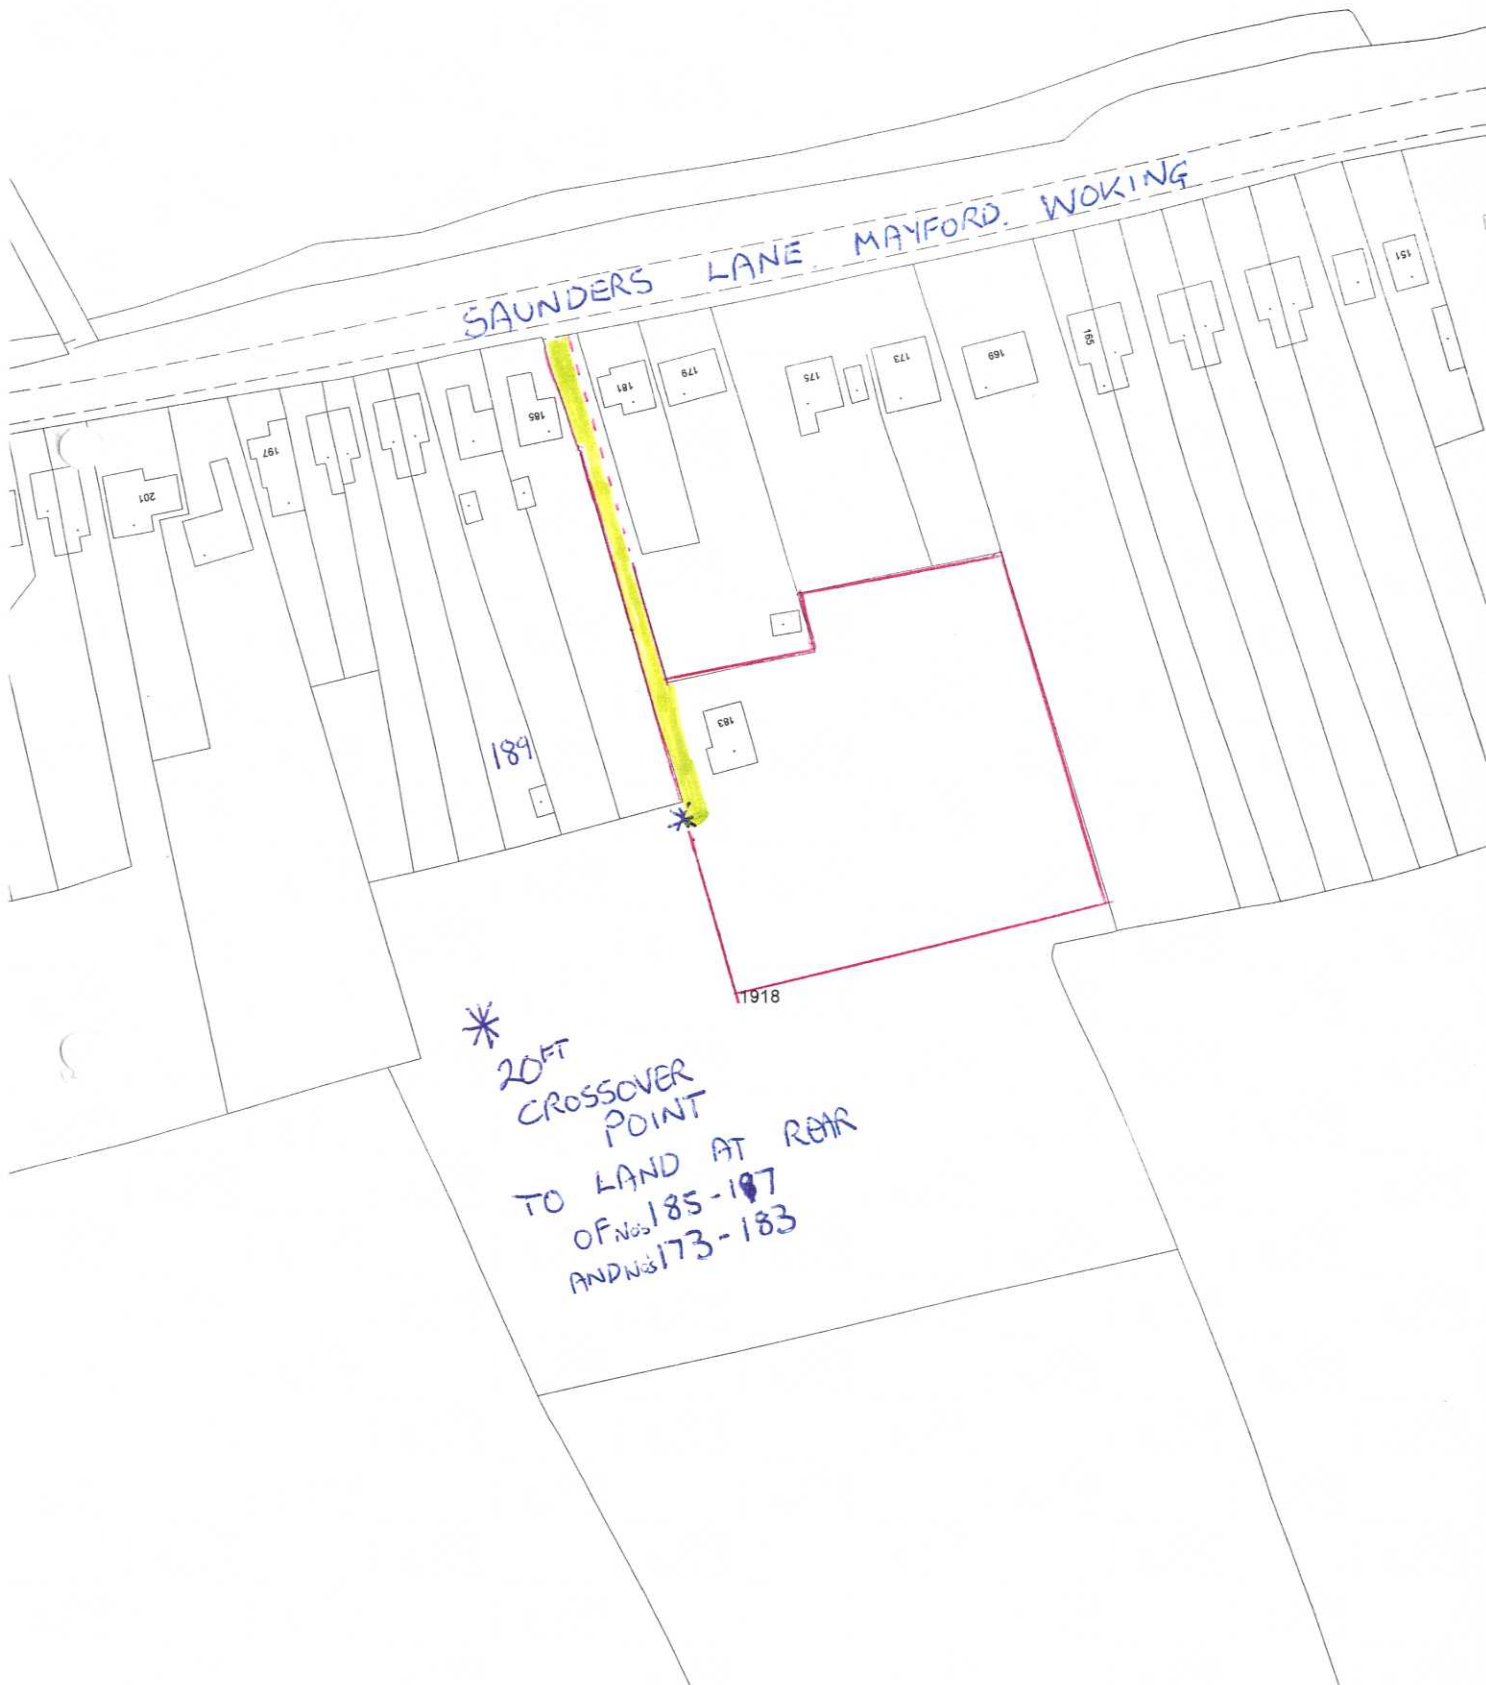 SAUNDERS LANE MAYFORD. WOKING
151
165
169
173
175
179
181
185
197
201
183
189
1918
*
20FT
CROSSOVER
POINT
TO LAND AT REAR
OF Nos 185-197
AND Nos 173-183